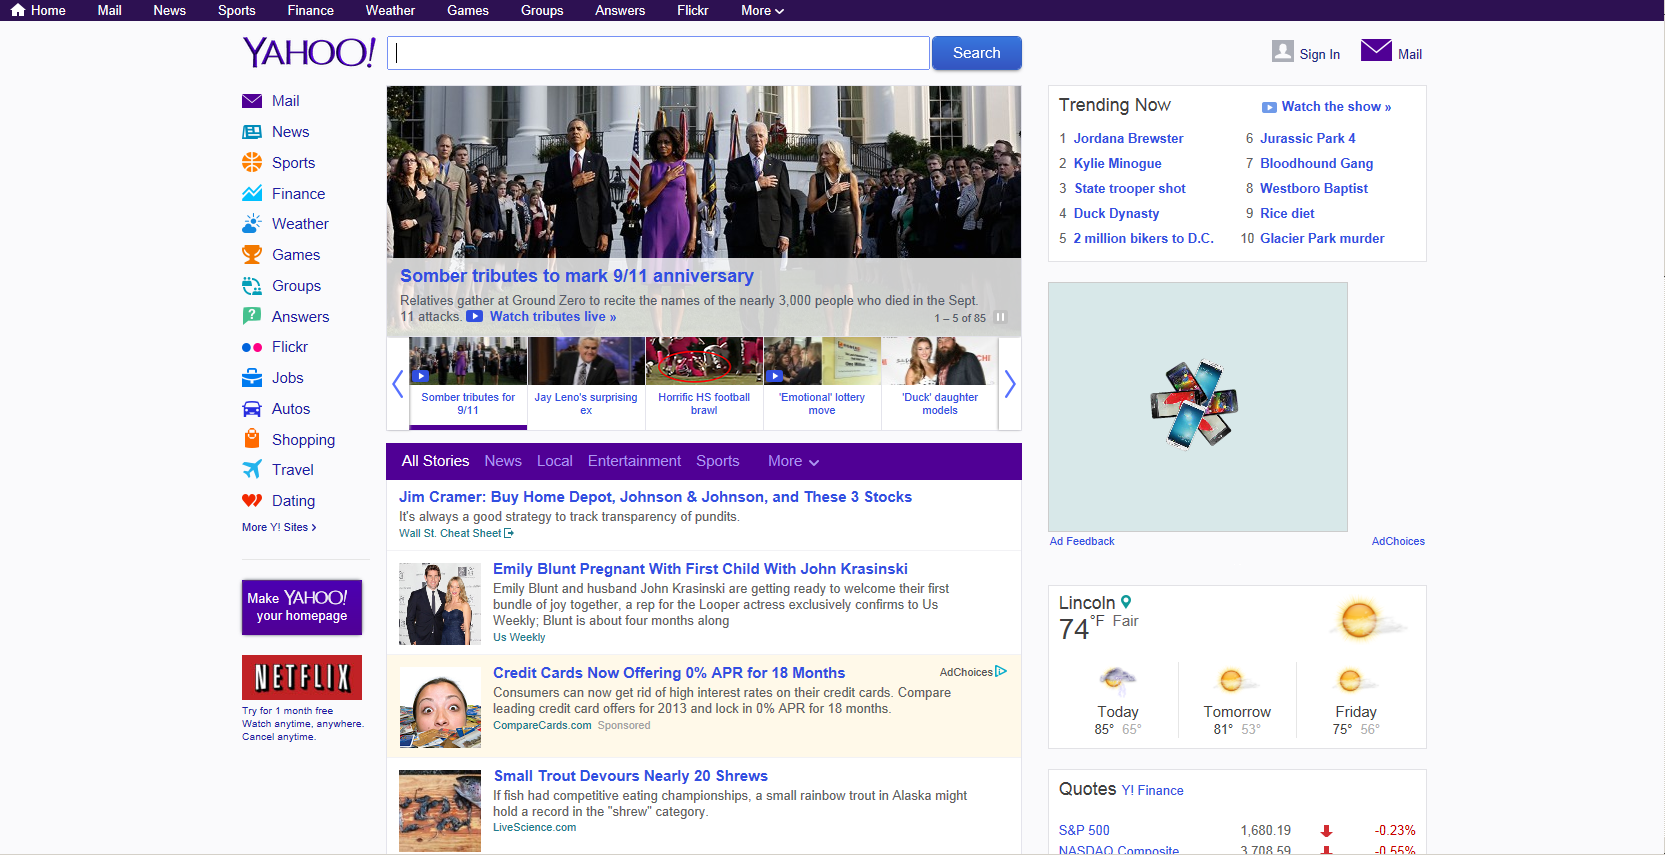 Home Mail News Sports Finance Weather Games Groups Answers Flickr More
YAHOO!
Search
Sign In
Mail
Mail
News
Sports
Finance
Weather
Games
Groups
Answers
Flickr
Jobs
Autos
Shopping
Travel
Dating
More Y! Sites >
Make YAHOO!
your homepage
NETFLIX
Try for 1 month free
Watch anytime, anywhere.
Cancel anytime.
Somber tributes to mark 9/11 anniversary
Relatives gather at Ground Zero to recite the names of the nearly 3,000 people who died in the Sept.
11 attacks. Watch tributes live »
1 – 5 of 85
Somber tributes for
9/11
Jay Leno's surprising
ex
Horrific HS football
brawl
'Emotional' lottery
move
'Duck' daughter
models
All Stories News Local Entertainment Sports More
Jim Cramer: Buy Home Depot, Johnson & Johnson, and These 3 Stocks
It's always a good strategy to track transparency of pundits.
Wall St. Cheat Sheet
Emily Blunt Pregnant With First Child With John Krasinski
Emily Blunt and husband John Krasinski are getting ready to welcome their first
bundle of joy together, a rep for the Looper actress exclusively confirms to Us
Weekly; Blunt is about four months along
Us Weekly
Credit Cards Now Offering 0% APR for 18 Months
AdChoices
Consumers can now get rid of high interest rates on their credit cards. Compare
leading credit card offers for 2013 and lock in 0% APR for 18 months.
CompareCards.com Sponsored
Small Trout Devours Nearly 20 Shrews
If fish had competitive eating championships, a small rainbow trout in Alaska might
hold a record in the "shrew" category.
LiveScience.com
Trending Now
Watch the show »
1 Jordana Brewster
2 Kylie Minogue
3 State trooper shot
4 Duck Dynasty
5 2 million bikers to D.C.
6 Jurassic Park 4
7 Bloodhound Gang
8 Westboro Baptist
9 Rice diet
10 Glacier Park murder
Ad Feedback
AdChoices
Lincoln
74 °F Fair
Today
85° 65°
Tomorrow
81° 53°
Friday
75° 56°
Quotes Y! Finance
S&P 500 1,680.19 -0.23%
NASDAQ Composite 3,708.59 -0.55%